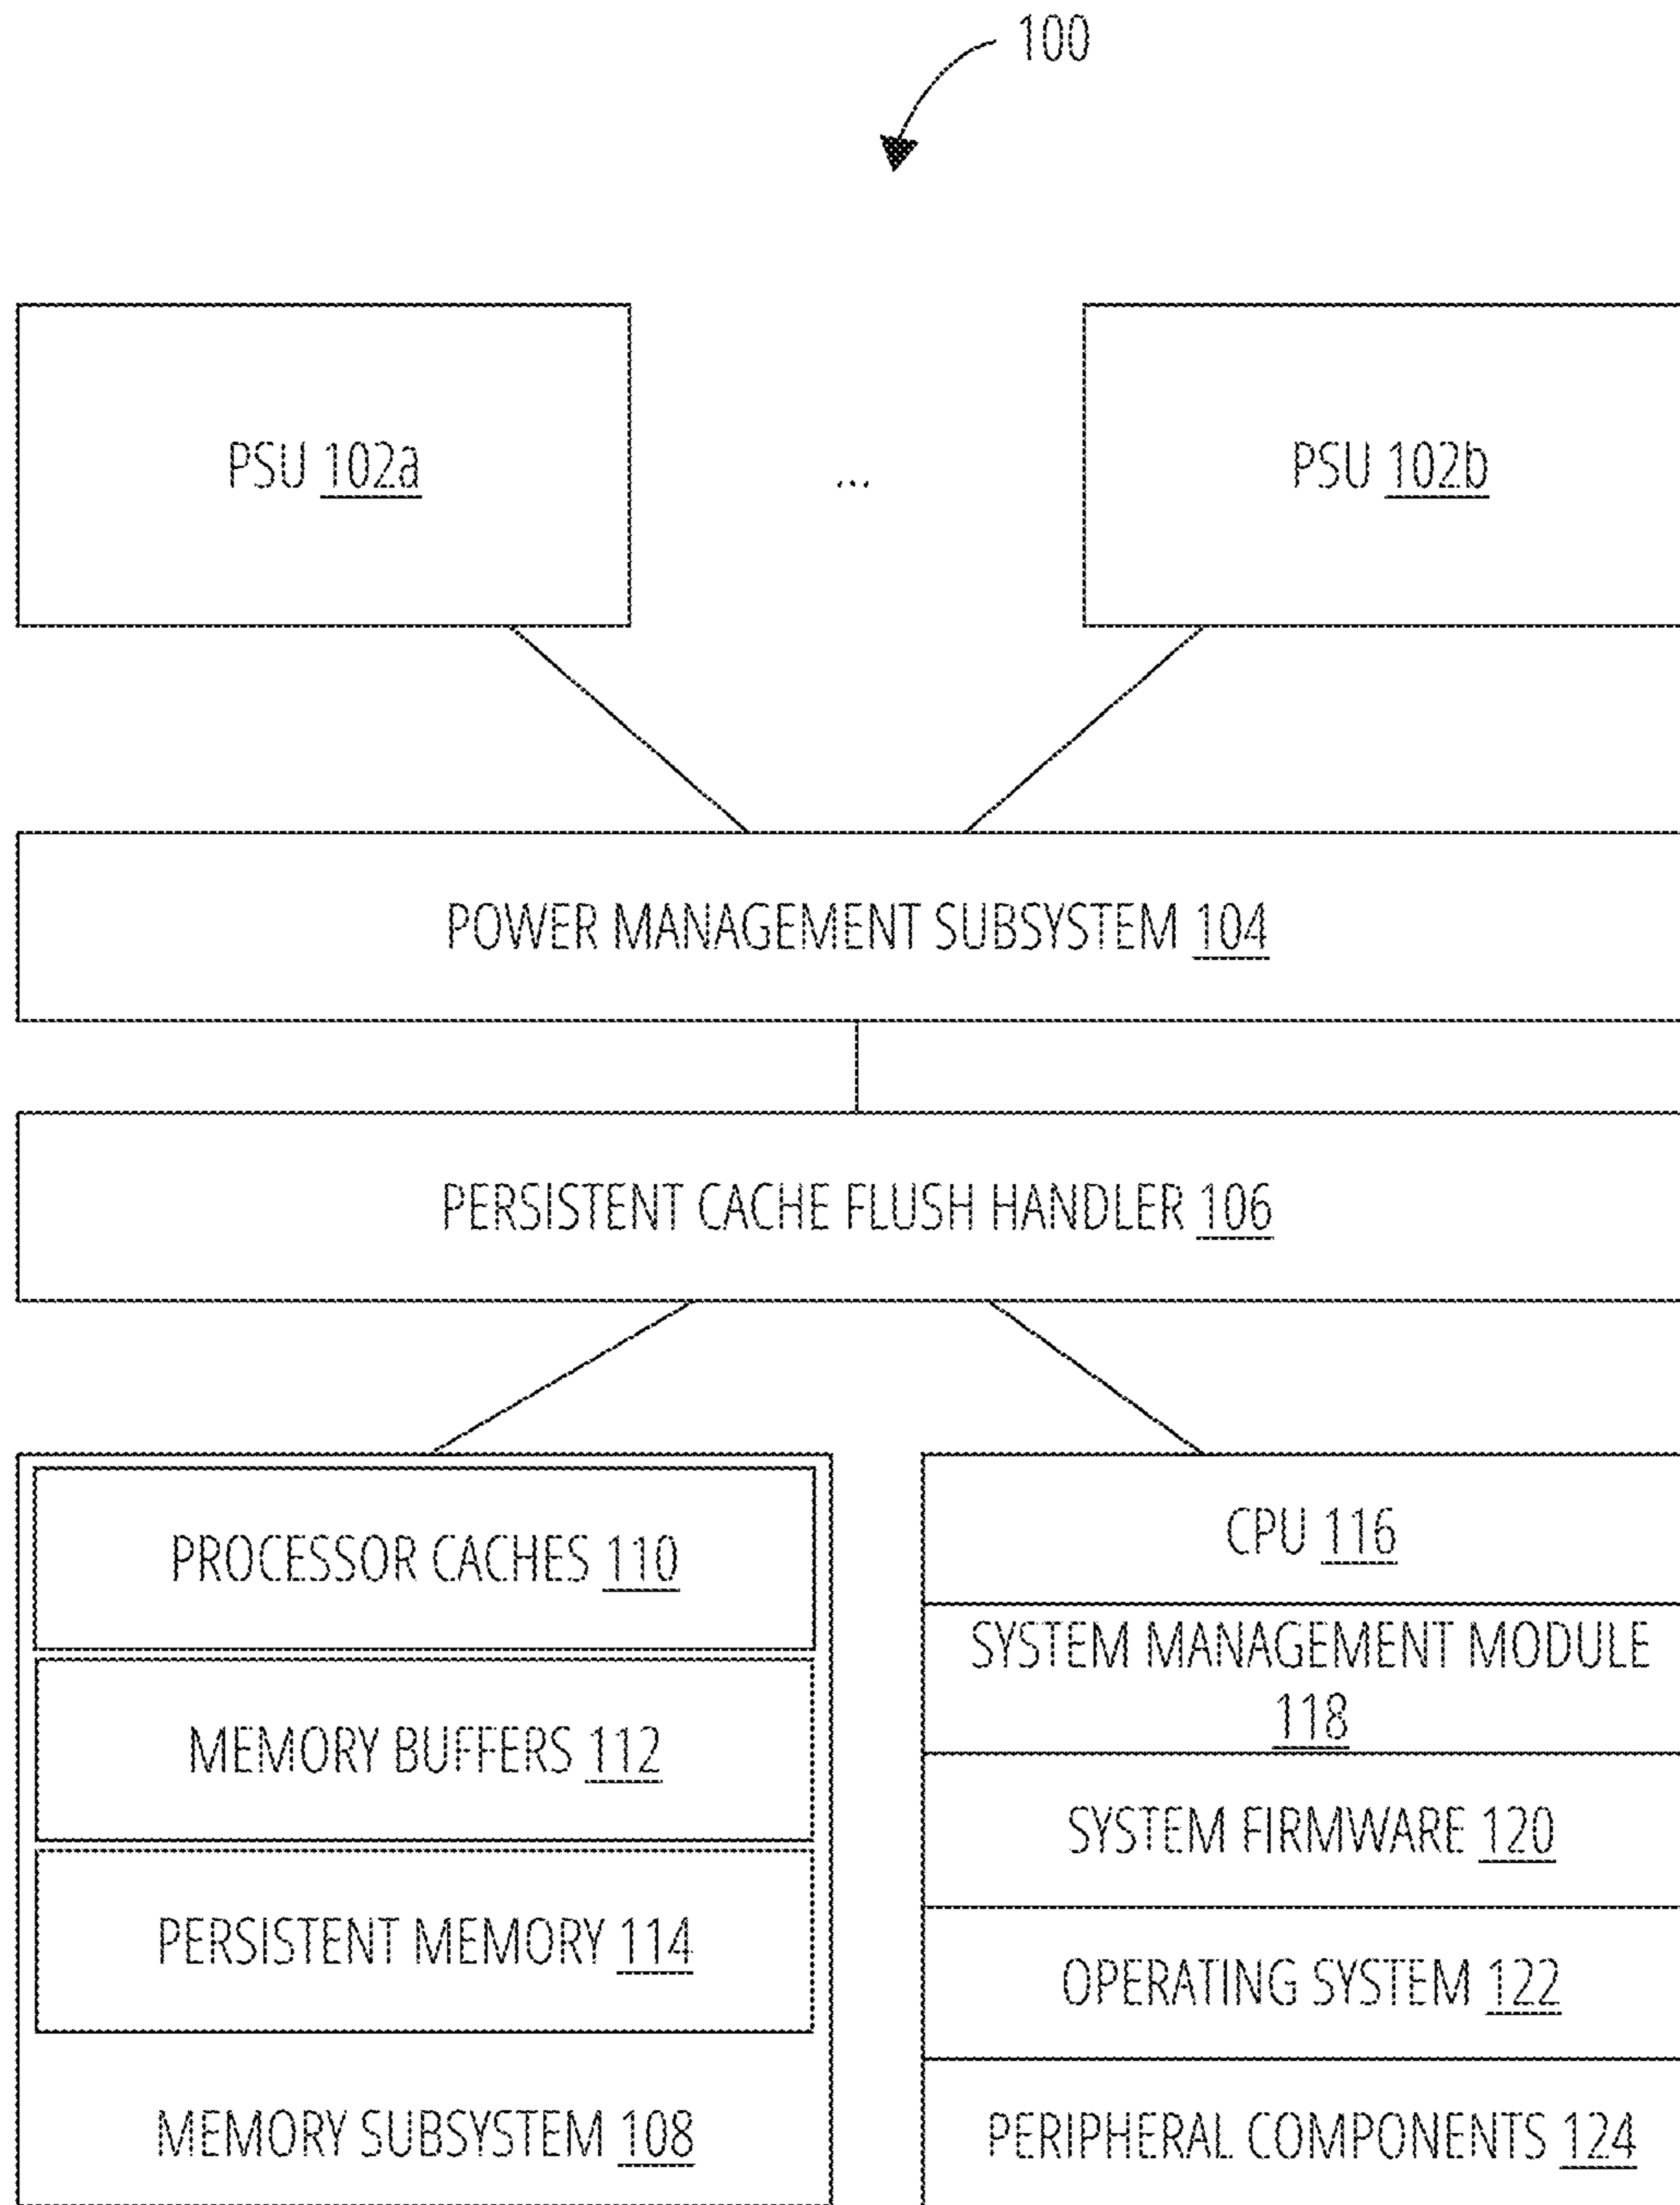 100
PSU 102a
...
PSU 102b
POWER MANAGEMENT SUBSYSTEM 104
PERSISTENT CACHE FLUSH HANDLER 106
PROCESSOR CACHES 110
MEMORY BUFFERS 112
PERSISTENT MEMORY 114
MEMORY SUBSYSTEM 108
CPU 116
SYSTEM MANAGEMENT MODULE
118
SYSTEM FIRMWARE 120
OPERATING SYSTEM 122
PERIPHERAL COMPONENTS 124